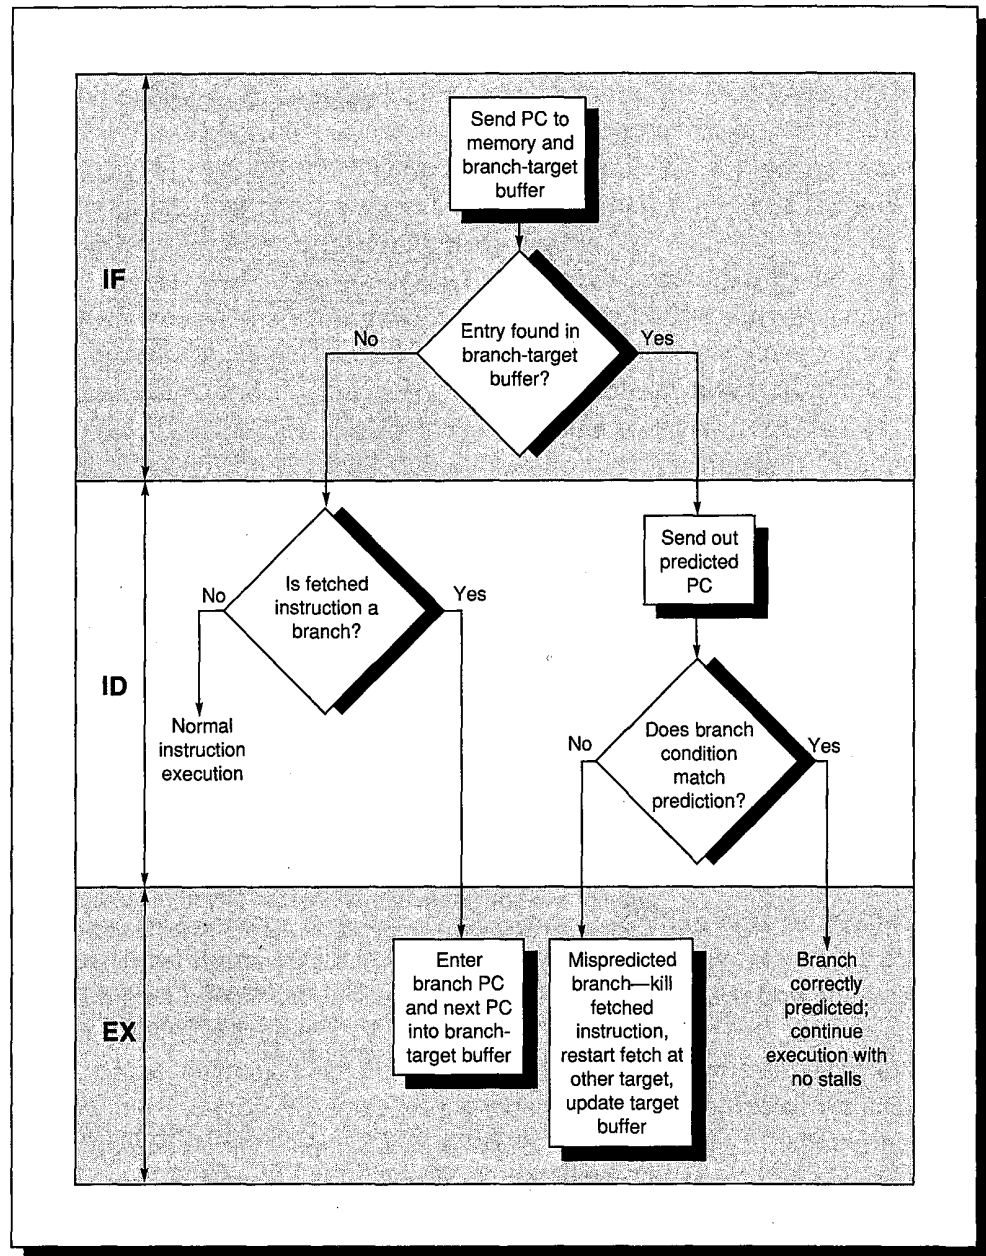 Send PC to
memory and
branch-target
buffer
IF
Entry found in
branch-target
buffer?
No
Yes
Send out
predicted
PC
Is fetched
instruction a
branch?
No
Yes
ID
Normal
instruction
execution
Does branch
condition
match
prediction?
No
Yes
EX
Enter
branch PC
and next PC
into branch-
target buffer
Mispredicted
branch—kill
fetched
instruction,
restart fetch at
other target,
update target
buffer
Branch
correctly
predicted;
continue
execution with
no stalls